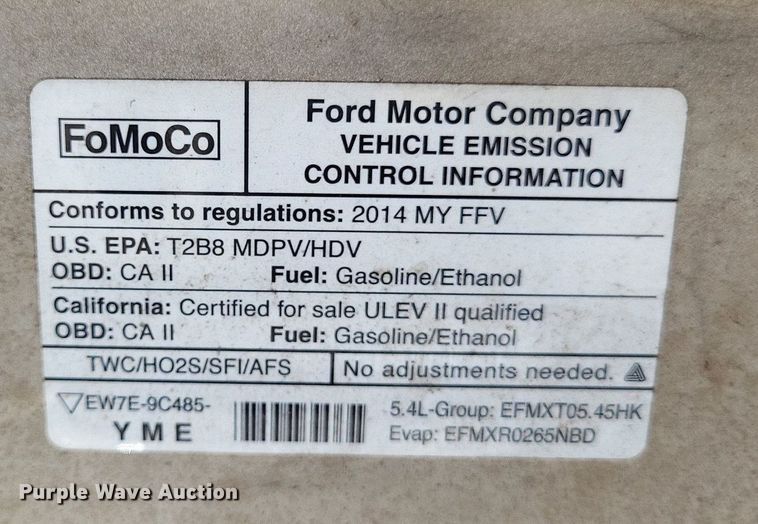 FoMoCo
Ford Motor Company
VEHICLE EMISSION
CONTROL INFORMATION
Conforms to regulations: 2014 MY FFV
U.S. EPA: T2B8 MDPV/HDV
OBD: CA II Fuel: Gasoline/Ethanol
California: Certified for sale ULEV II qualified
OBD: CA II Fuel: Gasoline/Ethanol
TWC/HO2S/SFI/AFS No adjustments needed.
EW7E-9C485-
Y M E
5.4L-Group: EFMXT05.45HK
Evap: EFMXR0265NBD
Purple Wave Auction